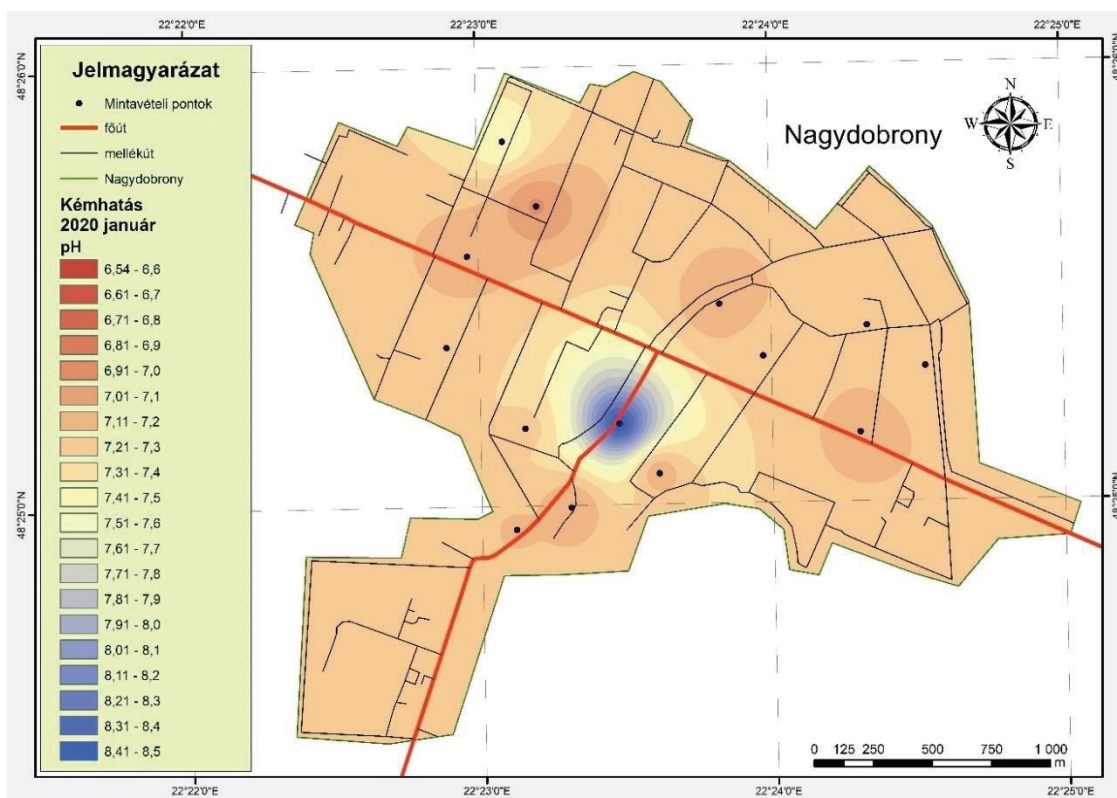 22°22'0"E 22°23'0"E 22°24'0"E 22°25'0"E
48°26'0"N
48°26'0"N
Jelmagyarázat
Mintavételi pontok
főút
mellékút
Nagydobrony
Kémhatás
2020 január
pH
6,54 - 6,6
6,61 - 6,7
6,71 - 6,8
6,81 - 6,9
6,91 - 7,0
7,01 - 7,1
7,11 - 7,2
7,21 - 7,3
7,31 - 7,4
7,41 - 7,5
7,51 - 7,6
7,61 - 7,7
7,71 - 7,8
7,81 - 7,9
7,91 - 8,0
8,01 - 8,1
8,11 - 8,2
8,21 - 8,3
8,31 - 8,4
8,41 - 8,5
Nagydobrony
N
W E
S
48°25'0"N
48°25'0"N
0 125 250 500 750 1 000
m
22°22'0"E 22°23'0"E 22°24'0"E 22°25'0"E